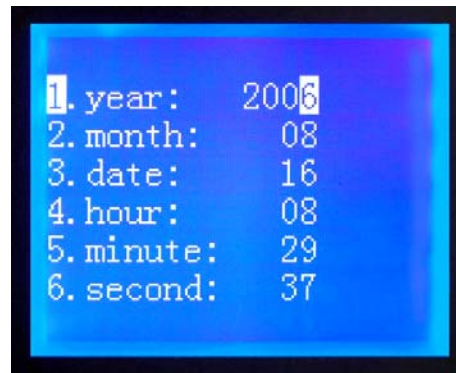 1.year: 2006
2.month: 08
3.date: 16
4.hour: 08
5.minute: 29
6.second: 37